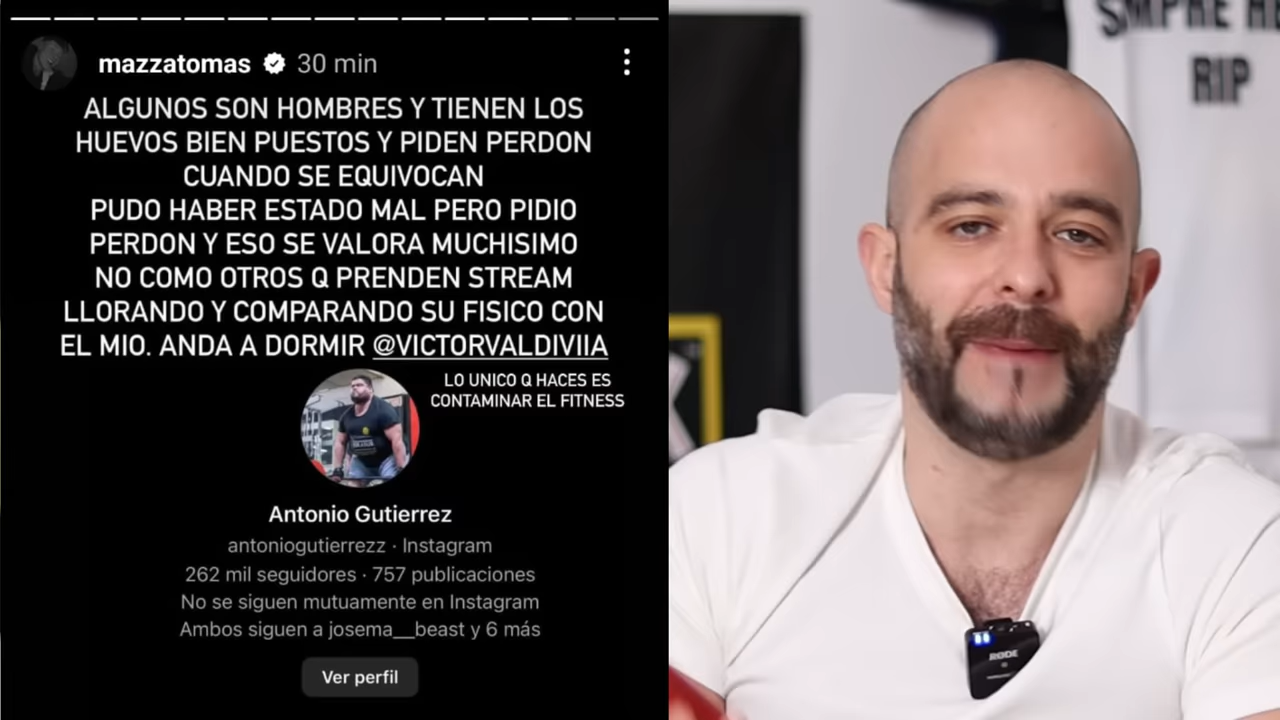 mazzatomas 30 min
ALGUNOS SON HOMBRES Y TIENEN LOS
HUEVOS BIEN PUESTOS Y PIDEN PERDON
CUANDO SE EQUIVOCAN
PUDO HABER ESTADO MAL PERO PIDIO
PERDON Y ESO SE VALORA MUCHISIMO
NO COMO OTROS Q PRENDEN STREAM
LLORANDO Y COMPARANDO SU FISICO CON
EL MIO. ANDA A DORMIR @VICTORVALDIVIIA
LO UNICO Q HACES ES
CONTAMINAR EL FITNESS
Antonio Gutierrez
antoniogutierrezz · Instagram
262 mil seguidores · 757 publicaciones
No se siguen mutuamente en Instagram
Ambos siguen a josema__beast y 6 más
Ver perfil
RIP
RØDE